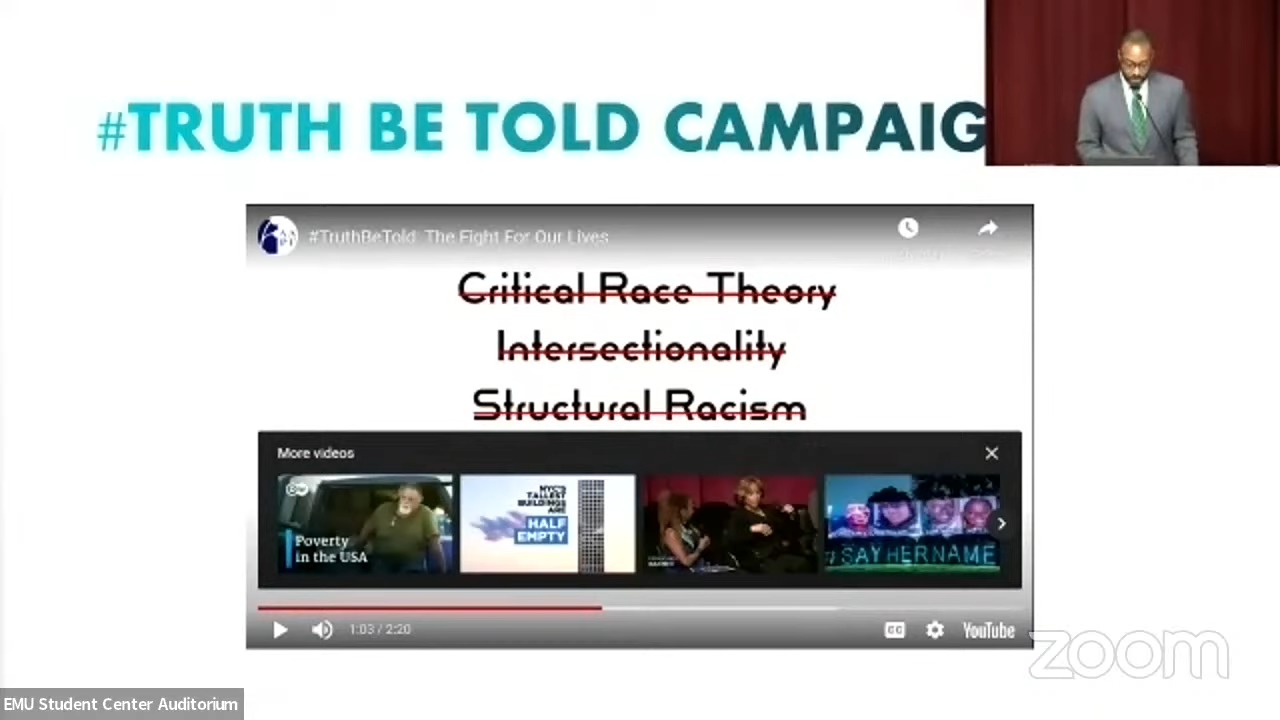 #TRUTH BE TOLD CAMPAIG
#TruthBeTold: The Fight For Our Lives
Critical Race Theory
Intersectionality
Structural Racism
More videos
DW
Poverty
in the USA
NYC'S
TALLEST
BUILDINGS
ARE
HALF
EMPTY
#SAYHERNAME
1:03 / 2:20
CC
YouTube
zoom
EMU Student Center Auditorium